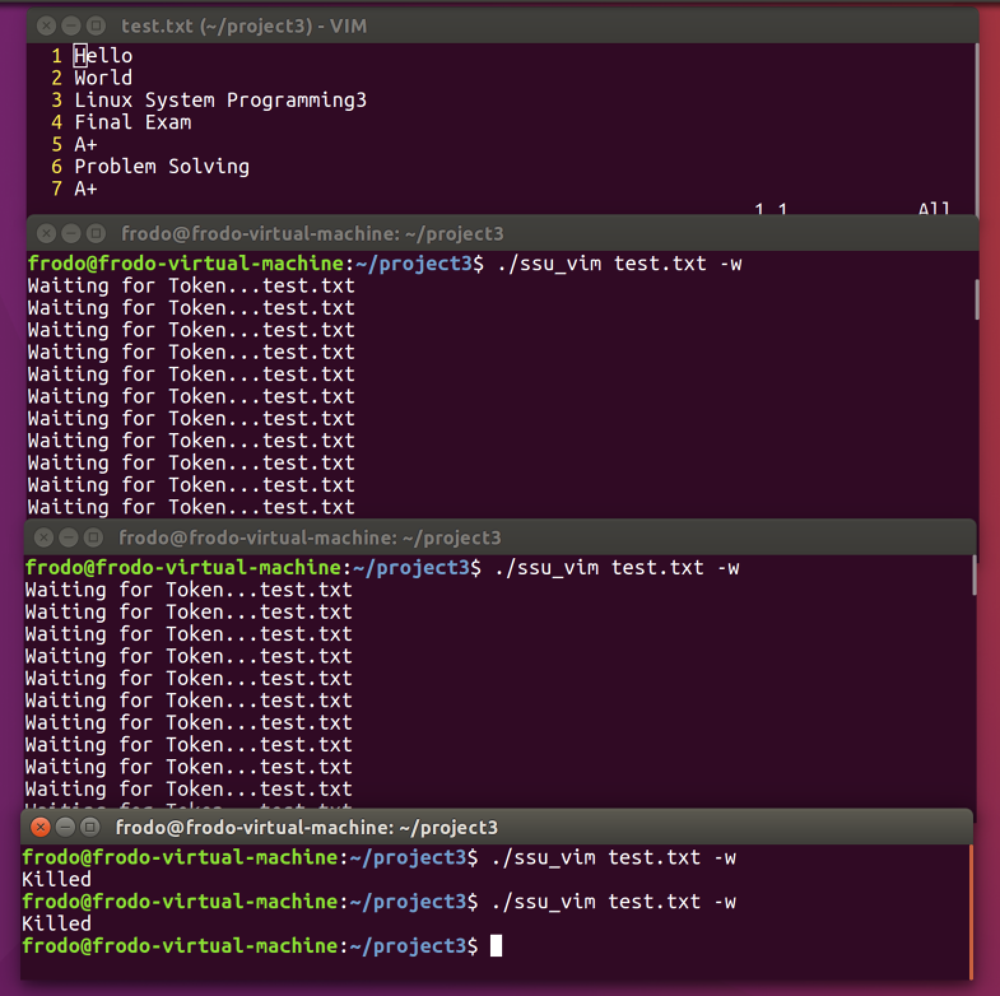 test.txt (~/project3) - VIM
1 Hello
2 World
3 Linux System Programming3
4 Final Exam
5 A+
6 Problem Solving
7 A+
1 1 All
frodo@frodo-virtual-machine: ~/project3
frodo@frodo-virtual-machine:~/project3$ ./ssu_vim test.txt -w
Waiting for Token...test.txt
Waiting for Token...test.txt
Waiting for Token...test.txt
Waiting for Token...test.txt
Waiting for Token...test.txt
Waiting for Token...test.txt
Waiting for Token...test.txt
Waiting for Token...test.txt
Waiting for Token...test.txt
Waiting for Token...test.txt
Waiting for Token...test.txt
frodo@frodo-virtual-machine: ~/project3
frodo@frodo-virtual-machine:~/project3$ ./ssu_vim test.txt -w
Waiting for Token...test.txt
Waiting for Token...test.txt
Waiting for Token...test.txt
Waiting for Token...test.txt
Waiting for Token...test.txt
Waiting for Token...test.txt
Waiting for Token...test.txt
Waiting for Token...test.txt
Waiting for Token...test.txt
Waiting for Token...test.txt
Waiting for Token...test.txt
frodo@frodo-virtual-machine: ~/project3
frodo@frodo-virtual-machine:~/project3$ ./ssu_vim test.txt -w
Killed
frodo@frodo-virtual-machine:~/project3$ ./ssu_vim test.txt -w
Killed
frodo@frodo-virtual-machine:~/project3$